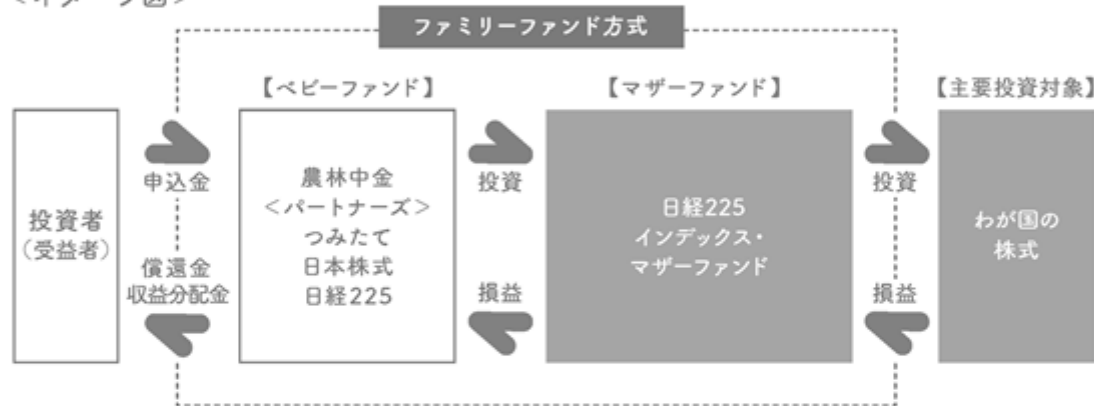 <イメージ図>
ファミリーファンド方式
【ベビーファンド】
【マザーファンド】
【主要投資対象】
投資者
（受益者）
申込金
償還金
収益分配金
農林中金
＜パートナーズ＞
つみたて
日本株式
日経225
投資
損益
日経225
インデックス・
マザーファンド
投資
損益
わが国の
株式